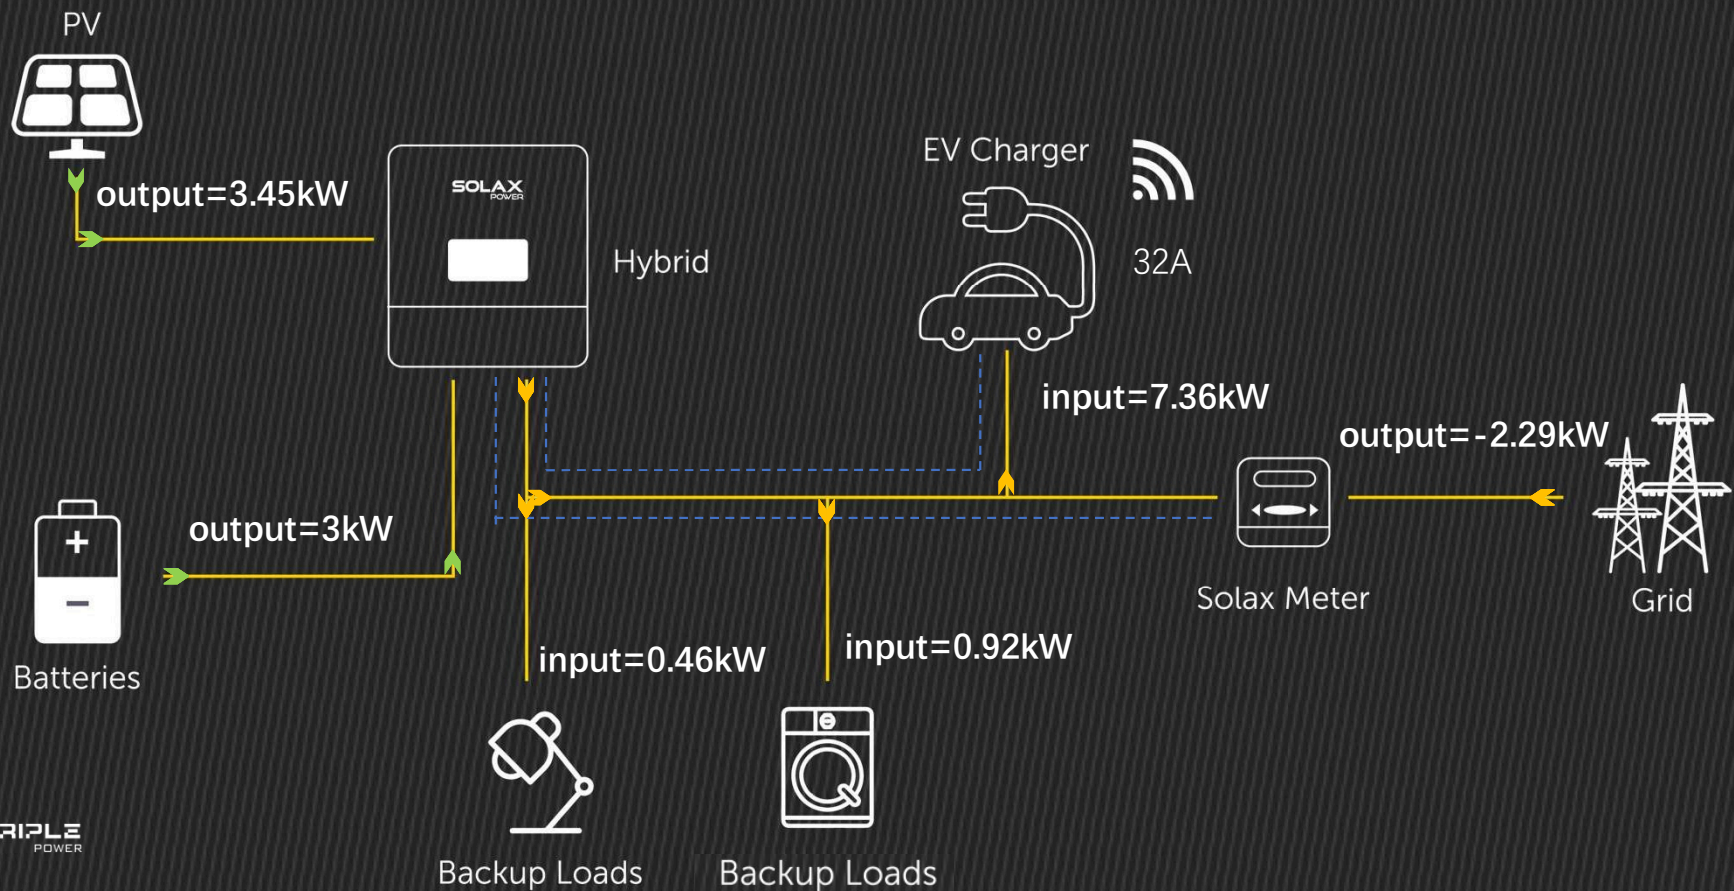 PV
output=3.45kW
SOLAX
POWER
Hybrid
EV Charger
32A
input=7.36kW
output=-2.29kW
output=3kW
+
−
Batteries
Solax Meter
Grid
input=0.46kW
input=0.92kW
RIPLE
POWER
Backup Loads
Backup Loads